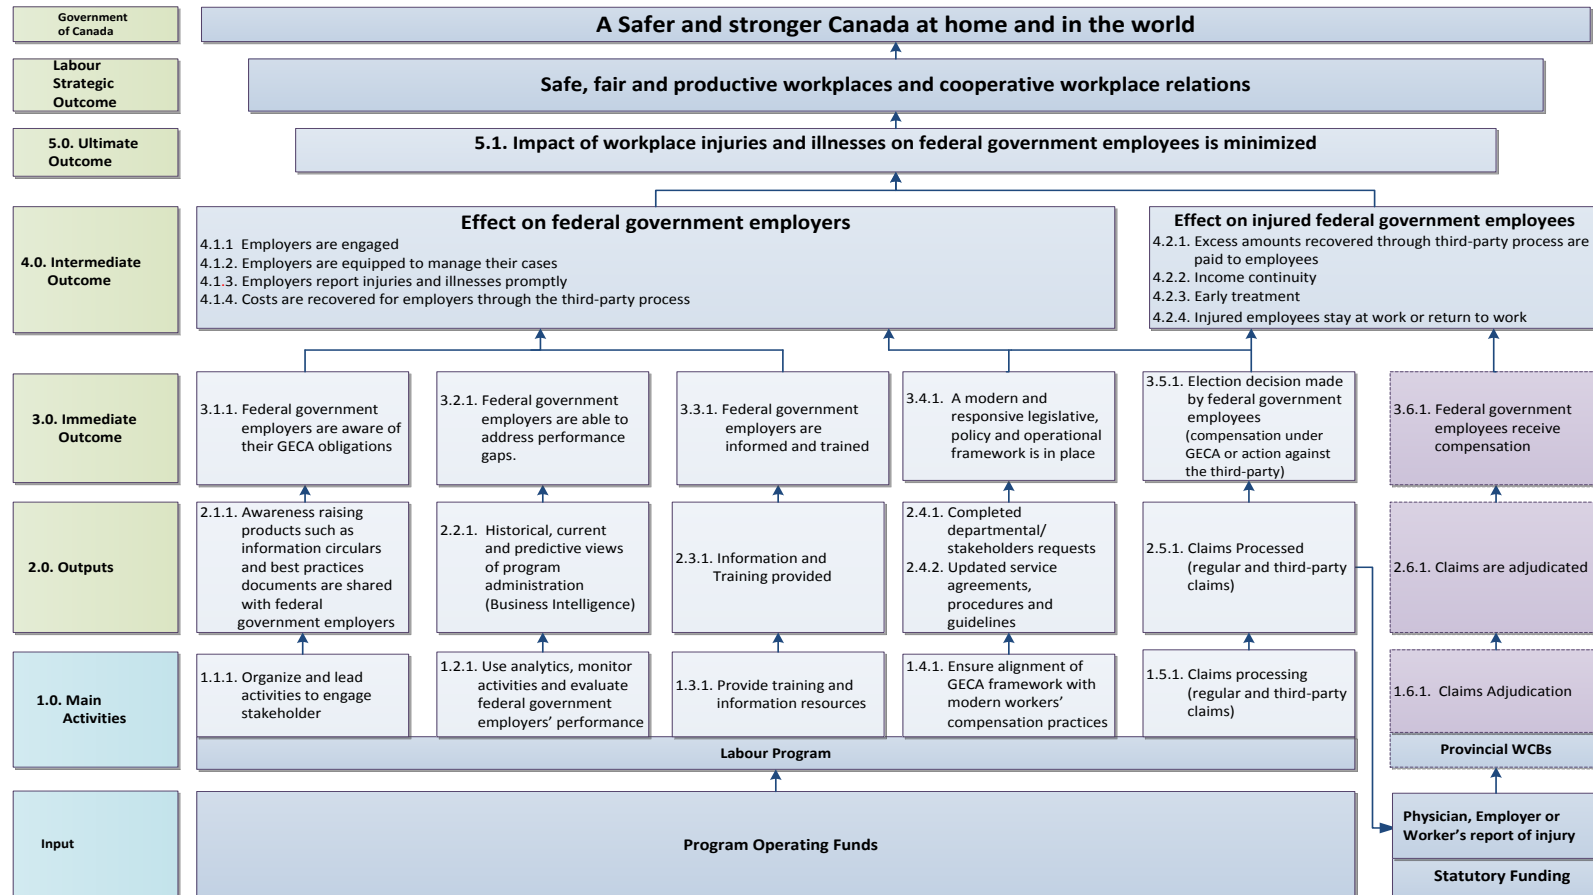 Government
of Canada
A Safer and stronger Canada at home and in the world
Labour
Strategic
Outcome
Safe, fair and productive workplaces and cooperative workplace relations
5.0. Ultimate
Outcome
5.1. Impact of workplace injuries and illnesses on federal government employees is minimized
4.0. Intermediate
Outcome
Effect on federal government employers
4.1.1 Employers are engaged
4.1.2. Employers are equipped to manage their cases
4.1.3. Employers report injuries and illnesses promptly
4.1.4. Costs are recovered for employers through the third-party process
Effect on injured federal government employees
4.2.1. Excess amounts recovered through third-party process are
paid to employees
4.2.2. Income continuity
4.2.3. Early treatment
4.2.4. Injured employees stay at work or return to work
3.0. Immediate
Outcome
3.1.1. Federal government
employers are aware of
their GECA obligations
3.2.1. Federal government
employers are able to
address performance
gaps.
3.3.1. Federal government
employers are
informed and trained
3.4.1. A modern and
responsive legislative,
policy and operational
framework is in place
3.5.1. Election decision made
by federal government
employees
(compensation under
GECA or action against
the third-party)
3.6.1. Federal government
employees receive
compensation
2.0. Outputs
2.1.1. Awareness raising
products such as
information circulars
and best practices
documents are shared
with federal
government employers
2.2.1. Historical, current
and predictive views
of program
administration
(Business Intelligence)
2.3.1. Information and
Training provided
2.4.1. Completed
departmental/
stakeholders requests
2.4.2. Updated service
agreements,
procedures and
guidelines
2.5.1. Claims Processed
(regular and third-party
claims)
2.6.1. Claims are adjudicated
1.0. Main
Activities
1.1.1. Organize and lead
activities to engage
stakeholder
1.2.1. Use analytics, monitor
activities and evaluate
federal government
employers' performance
1.3.1. Provide training and
information resources
1.4.1. Ensure alignment of
GECA framework with
modern workers'
compensation practices
1.5.1. Claims processing
(regular and third-party
claims)
1.6.1. Claims Adjudication
Labour Program
Provincial WCBs
Input
Program Operating Funds
Physician, Employer or
Worker's report of injury
Statutory Funding